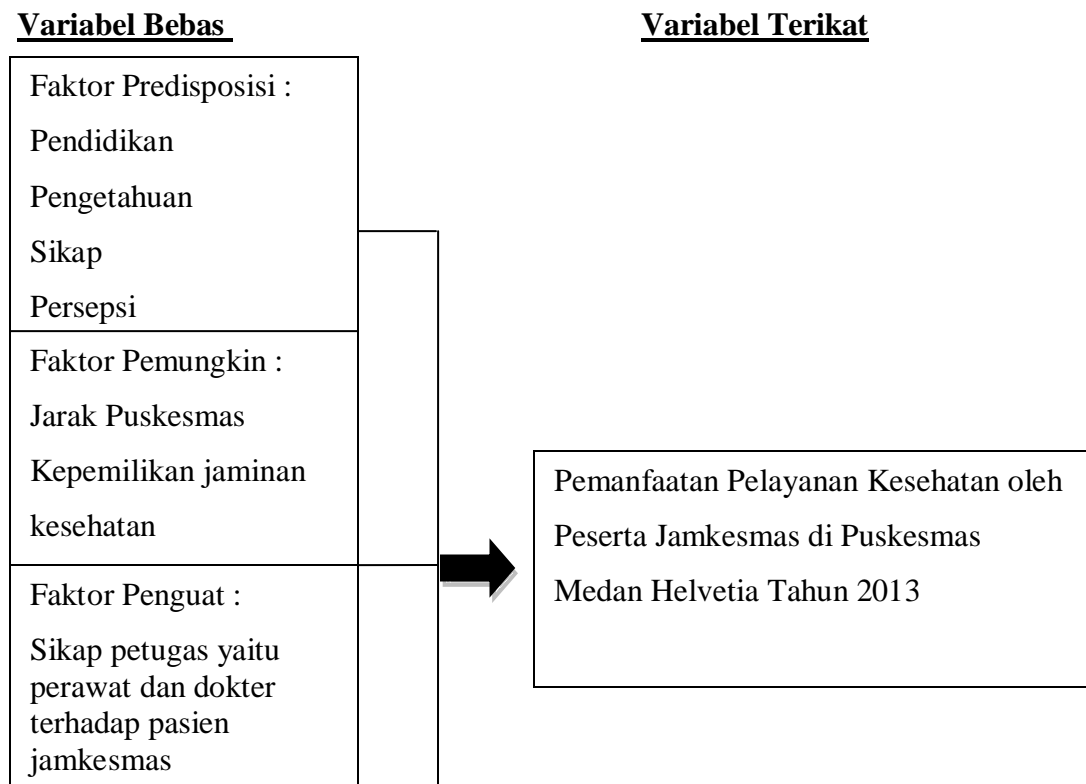 Variabel Bebas
Variabel Terikat
Faktor Predisposisi :
Pendidikan
Pengetahuan
Sikap
Persepsi
Faktor Pemungkin :
Jarak Puskesmas
Kepemilikan jaminan
kesehatan
Faktor Penguat :
Sikap petugas yaitu
perawat dan dokter
terhadap pasien
jamkesmas
Pemanfaatan Pelayanan Kesehatan oleh
Peserta Jamkesmas di Puskesmas
Medan Helvetia Tahun 2013